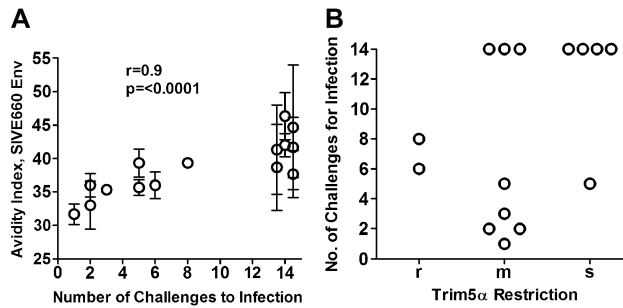 A
B
Avidity Index, SIVE660 Env
55
50
45
40
35
30
25
r=0.9
p=<0.0001
0
2
4
6
8
10
12
14
Number of Challenges to Infection
No. of Challenges for Infection
14
12
10
8
6
4
2
0
r
m
s
Trim5α Restriction